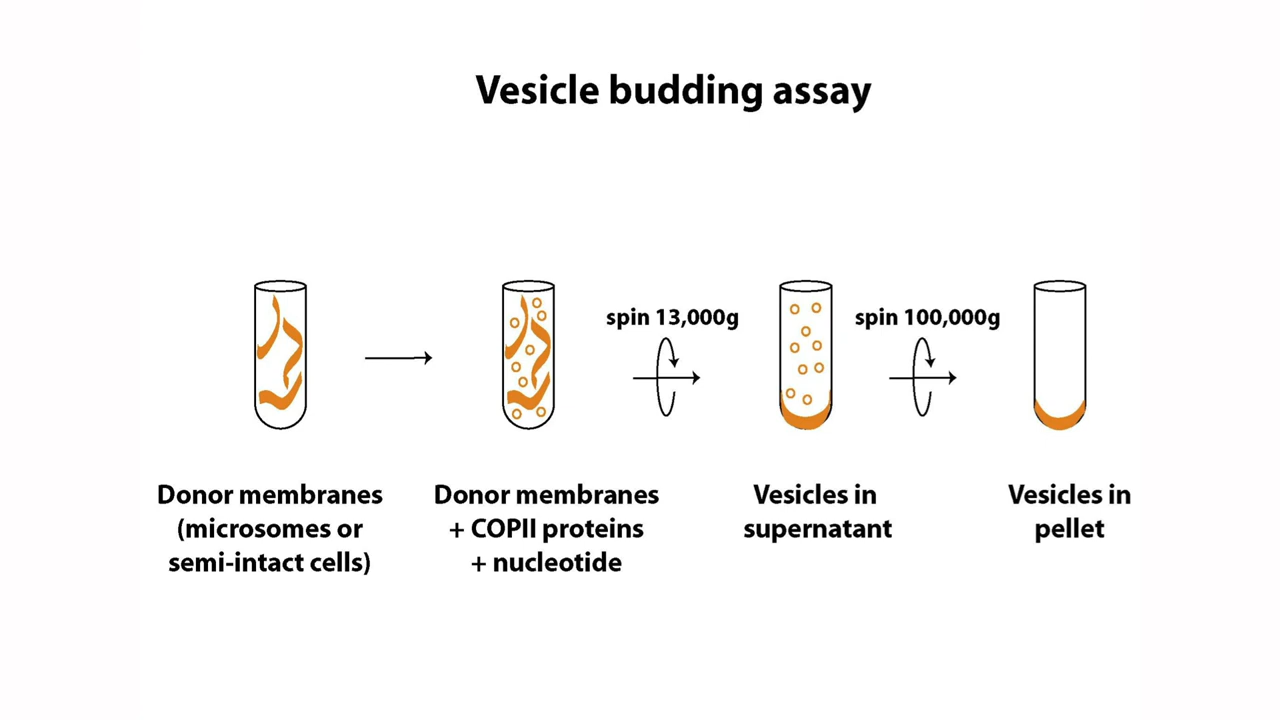 Vesicle budding assay
spin 13,000g
spin 100,000g
Donor membranes
(microsomes or
semi-intact cells)
Donor membranes
+ COPII proteins
+ nucleotide
Vesicles in
supernatant
Vesicles in
pellet